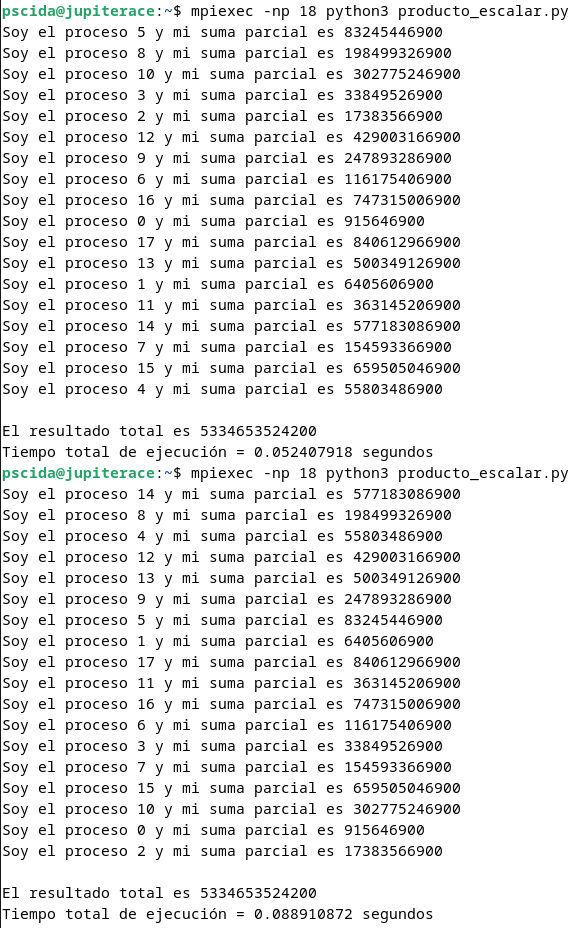 pscida@jupiterace:~$ mpiexec -np 18 python3 producto_escalar.py
Soy el proceso 5 y mi suma parcial es 83245446900
Soy el proceso 8 y mi suma parcial es 198499326900
Soy el proceso 10 y mi suma parcial es 302775246900
Soy el proceso 3 y mi suma parcial es 33849526900
Soy el proceso 2 y mi suma parcial es 17383566900
Soy el proceso 12 y mi suma parcial es 429003166900
Soy el proceso 9 y mi suma parcial es 247893286900
Soy el proceso 6 y mi suma parcial es 116175406900
Soy el proceso 16 y mi suma parcial es 747315006900
Soy el proceso 0 y mi suma parcial es 915646900
Soy el proceso 17 y mi suma parcial es 840612966900
Soy el proceso 13 y mi suma parcial es 500349126900
Soy el proceso 1 y mi suma parcial es 6405606900
Soy el proceso 11 y mi suma parcial es 363145206900
Soy el proceso 14 y mi suma parcial es 577183086900
Soy el proceso 7 y mi suma parcial es 154593366900
Soy el proceso 15 y mi suma parcial es 659505046900
Soy el proceso 4 y mi suma parcial es 55803486900
El resultado total es 5334653524200
Tiempo total de ejecución = 0.052407918 segundos
pscida@jupiterace:~$ mpiexec -np 18 python3 producto_escalar.py
Soy el proceso 14 y mi suma parcial es 577183086900
Soy el proceso 8 y mi suma parcial es 198499326900
Soy el proceso 4 y mi suma parcial es 55803486900
Soy el proceso 12 y mi suma parcial es 429003166900
Soy el proceso 13 y mi suma parcial es 500349126900
Soy el proceso 9 y mi suma parcial es 247893286900
Soy el proceso 5 y mi suma parcial es 83245446900
Soy el proceso 1 y mi suma parcial es 6405606900
Soy el proceso 17 y mi suma parcial es 840612966900
Soy el proceso 11 y mi suma parcial es 363145206900
Soy el proceso 16 y mi suma parcial es 747315006900
Soy el proceso 6 y mi suma parcial es 116175406900
Soy el proceso 3 y mi suma parcial es 33849526900
Soy el proceso 7 y mi suma parcial es 154593366900
Soy el proceso 15 y mi suma parcial es 659505046900
Soy el proceso 10 y mi suma parcial es 302775246900
Soy el proceso 0 y mi suma parcial es 915646900
Soy el proceso 2 y mi suma parcial es 17383566900
El resultado total es 5334653524200
Tiempo total de ejecución = 0.088910872 segundos